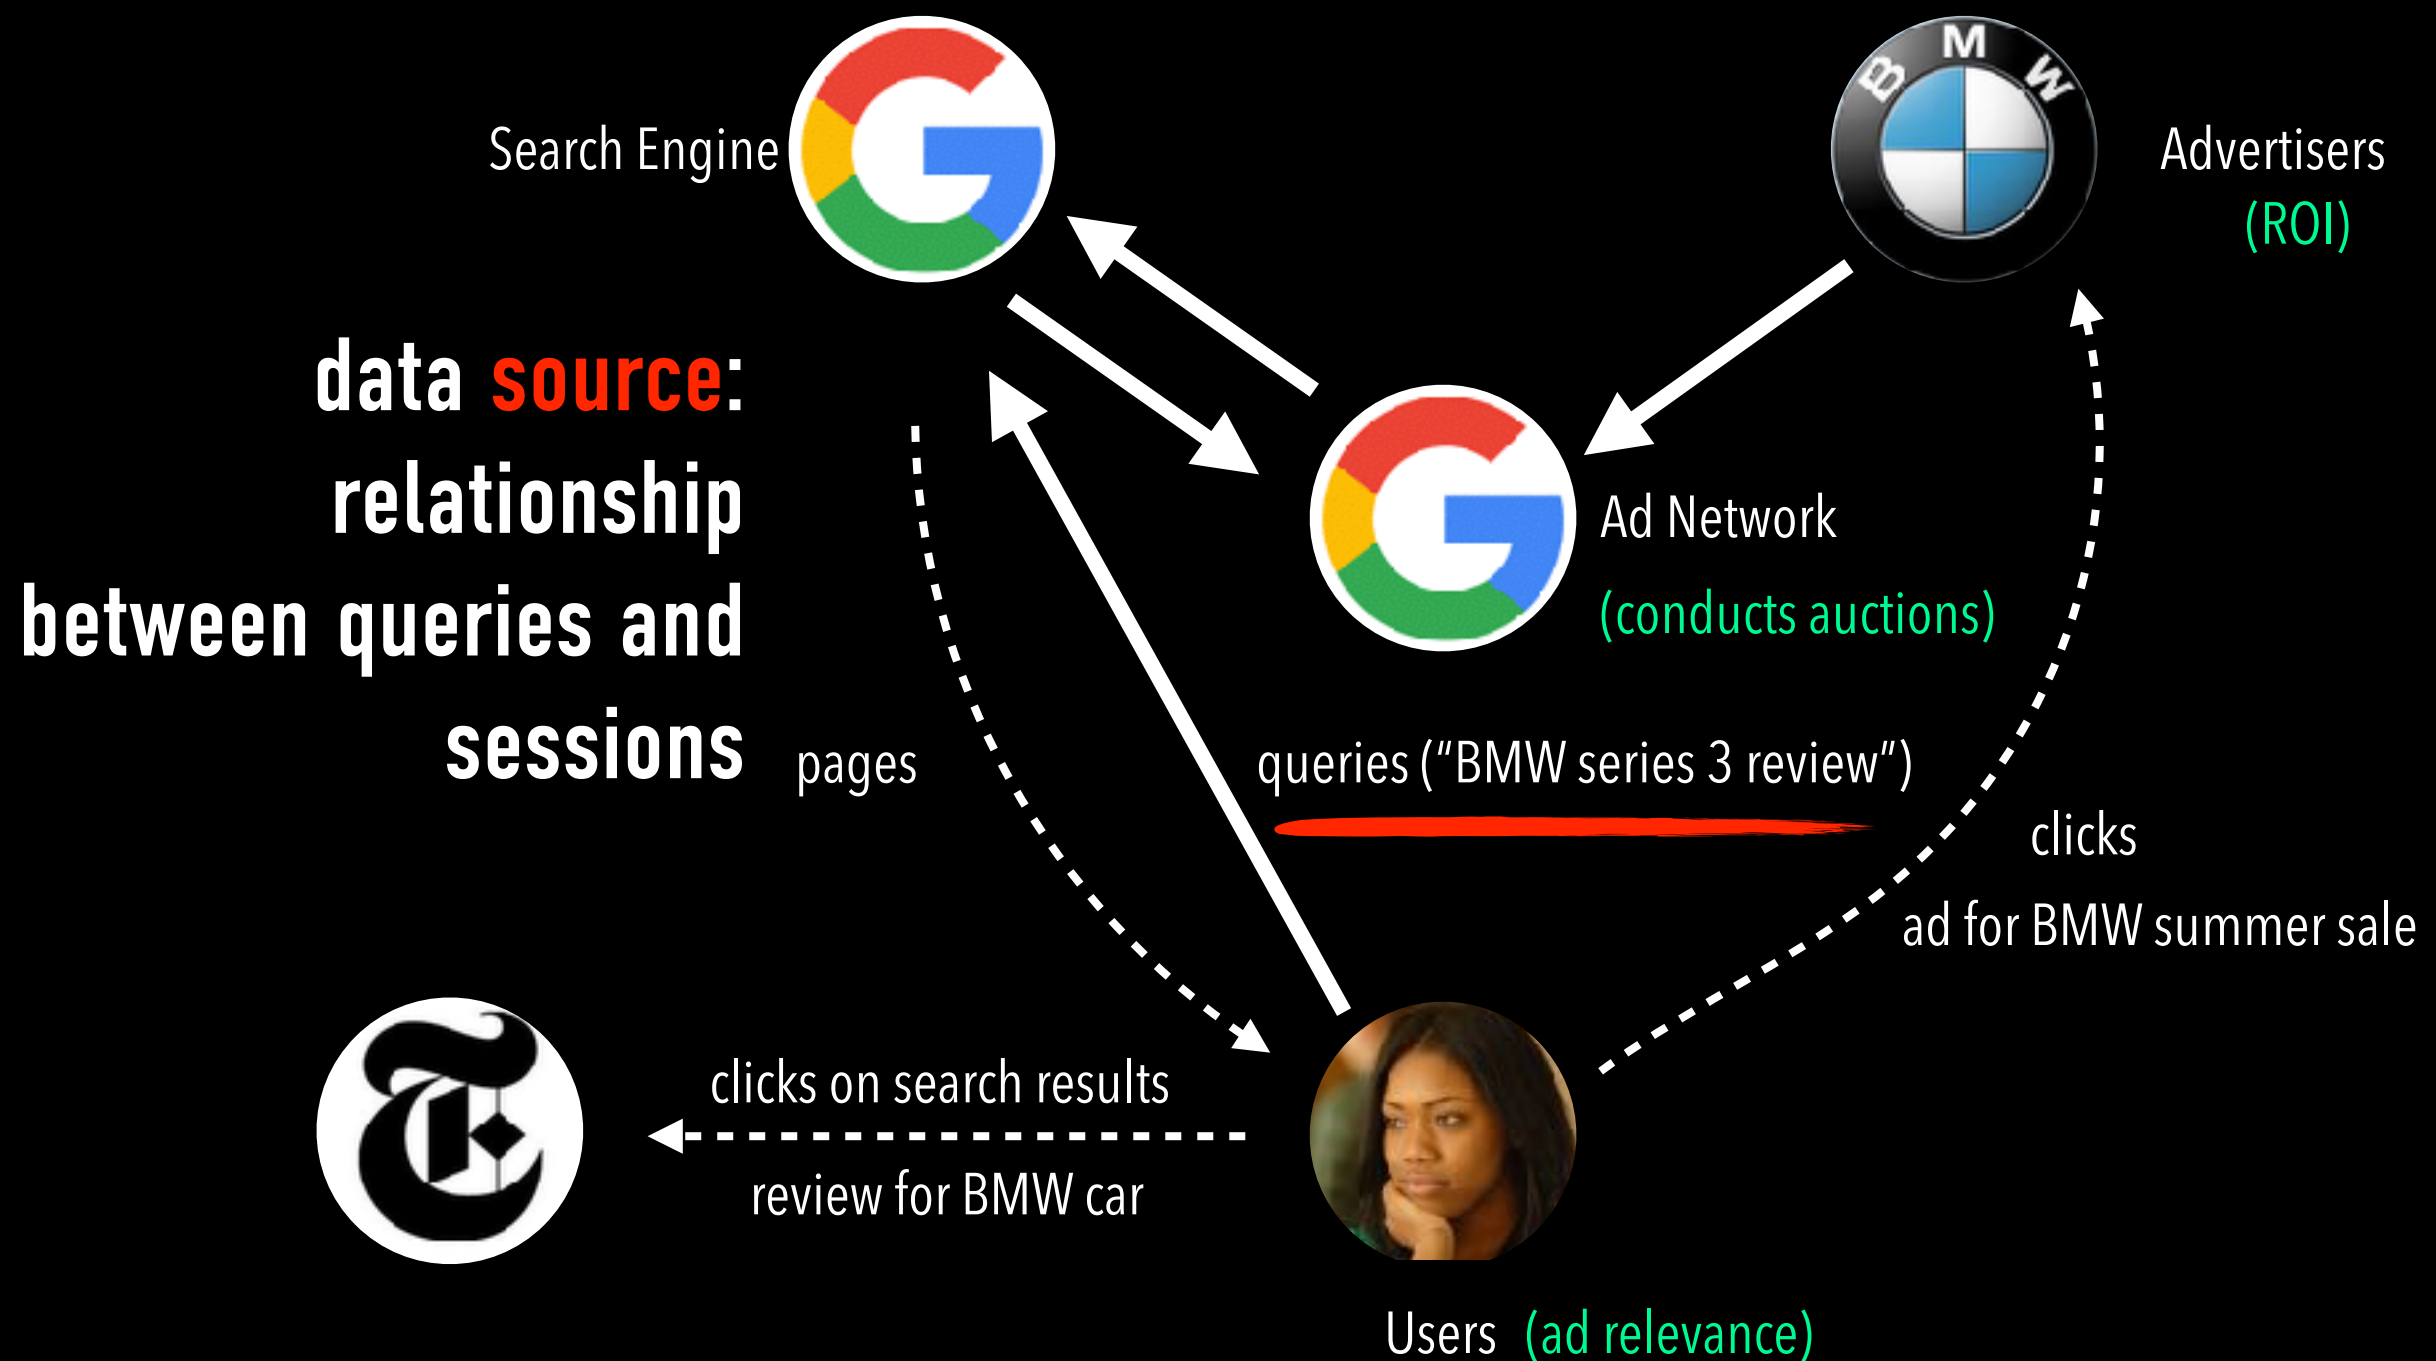 Search Engine
B M W
Advertisers
(ROI)
data source:
relationship
between queries and
sessions
Ad Network
(conducts auctions)
pages
queries ("BMW series 3 review")
clicks
ad for BMW summer sale
clicks on search results
review for BMW car
Users (ad relevance)